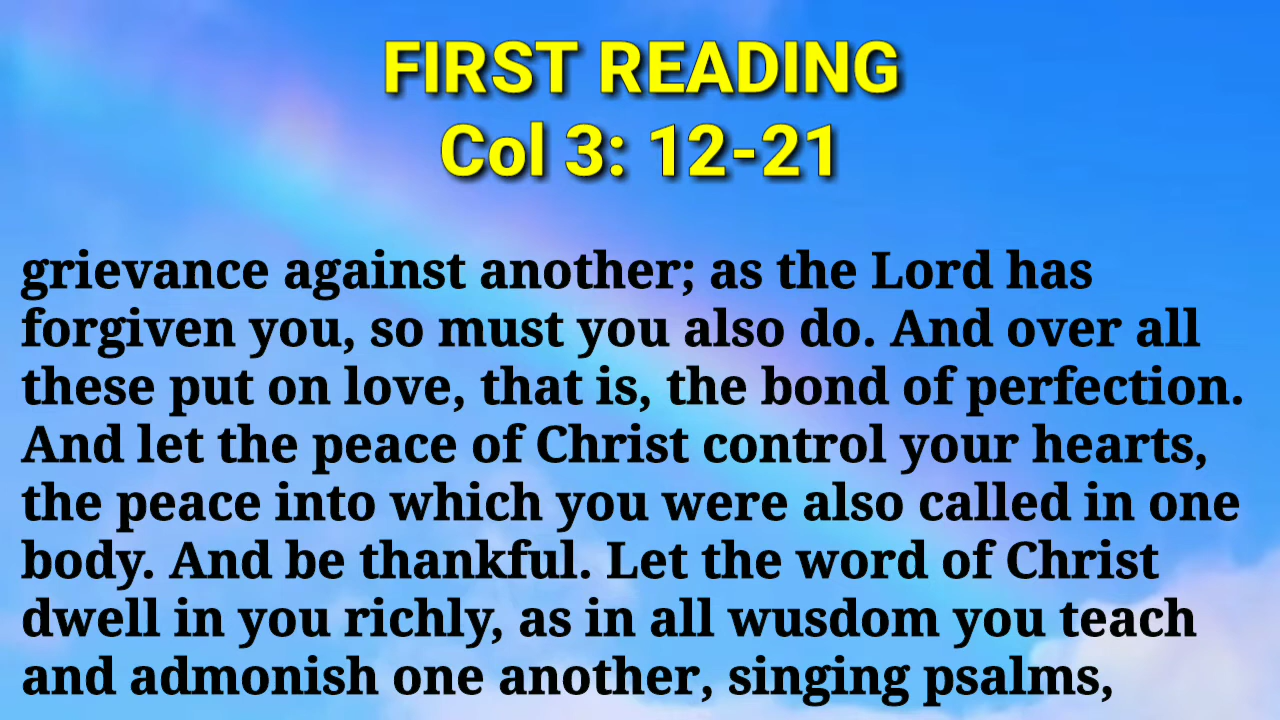 FIRST READING
Col 3: 12-21
grievance against another; as the Lord has
forgiven you, so must you also do. And over all
these put on love, that is, the bond of perfection.
And let the peace of Christ control your hearts,
the peace into which you were also called in one
body. And be thankful. Let the word of Christ
dwell in you richly, as in all wusdom you teach
and admonish one another, singing psalms,